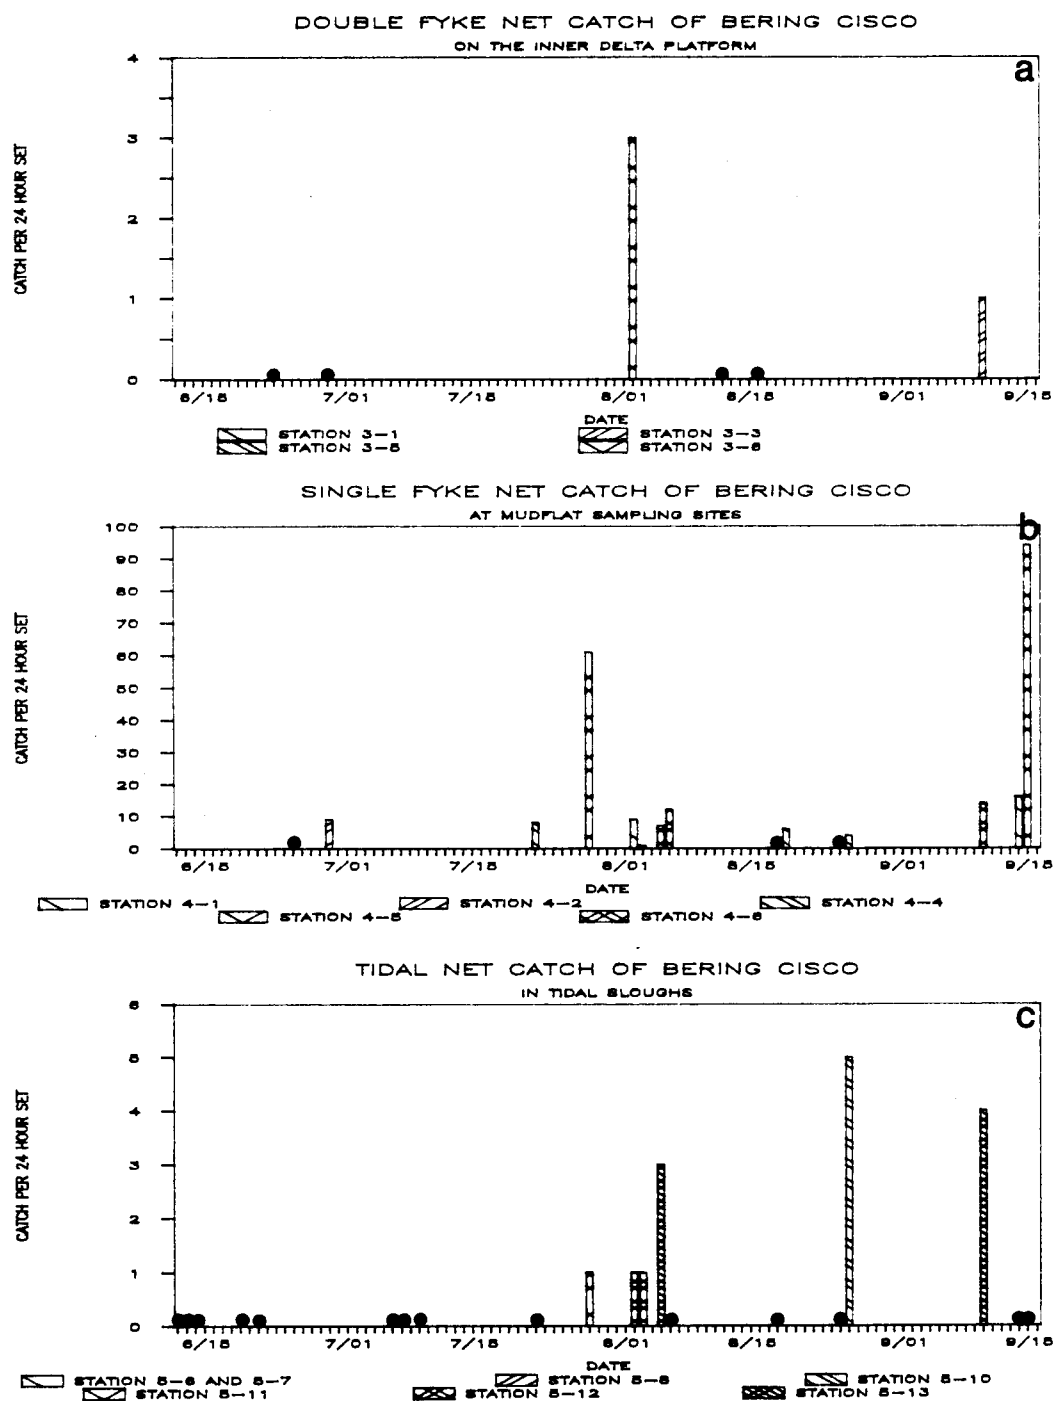 DOUBLE FYKE NET CATCH OF BERING CISCO
ON THE INNER DELTA PLATFORM
a
CATCH PER 24 HOUR SET
4
3
2
1
0
6/15 7/01 7/15 8/01 8/15 9/01 9/15
DATE
STATION 3-1 STATION 3-3
STATION 3-5 STATION 3-6
SINGLE FYKE NET CATCH OF BERING CISCO
AT MUDFLAT SAMPLING SITES
b
CATCH PER 24 HOUR SET
100
90
80
70
60
50
40
30
20
10
0
6/15 7/01 7/15 8/01 8/15 9/01 9/15
DATE
STATION 4-1 STATION 4-2 STATION 4-4
STATION 4-5 STATION 4-6
TIDAL NET CATCH OF BERING CISCO
IN TIDAL SLOUGHS
c
CATCH PER 24 HOUR SET
6
5
4
3
2
1
0
6/15 7/01 7/15 8/01 8/15 9/01 9/15
DATE
STATION 5-6 AND 5-7 STATION 5-8 STATION 5-10
STATION 5-11 STATION 5-12 STATION 5-13